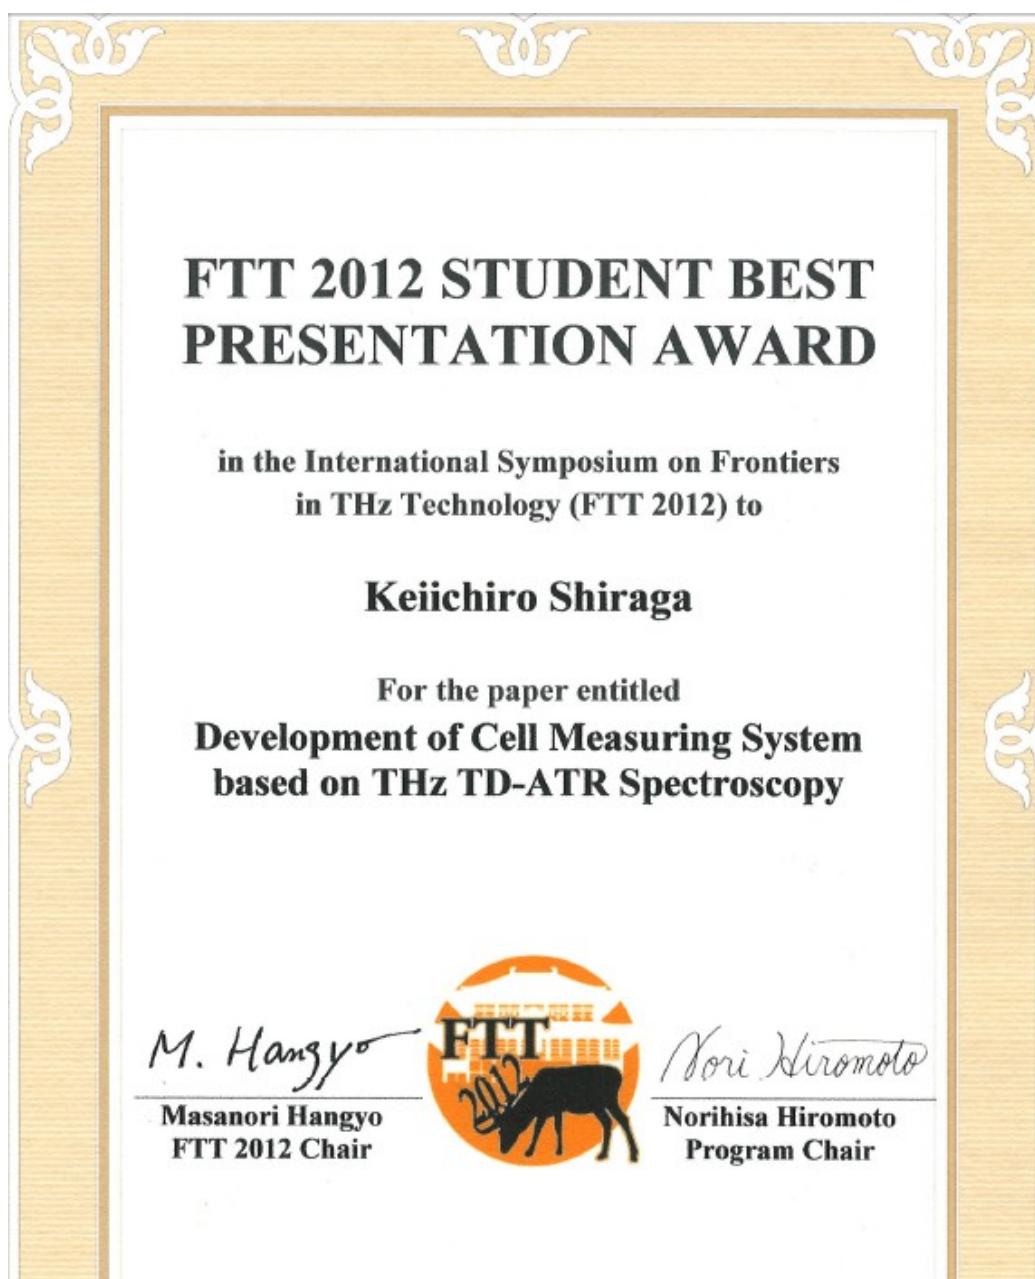 FTT 2012 STUDENT BEST
PRESENTATION AWARD
in the International Symposium on Frontiers
in THz Technology (FTT 2012) to
Keiichiro Shiraga
For the paper entitled
Development of Cell Measuring System
based on THz TD-ATR Spectroscopy
M. Hangyo
Masanori Hangyo
FTT 2012 Chair
FTT
2012
Nori Hiromoto
Norihisa Hiromoto
Program Chair